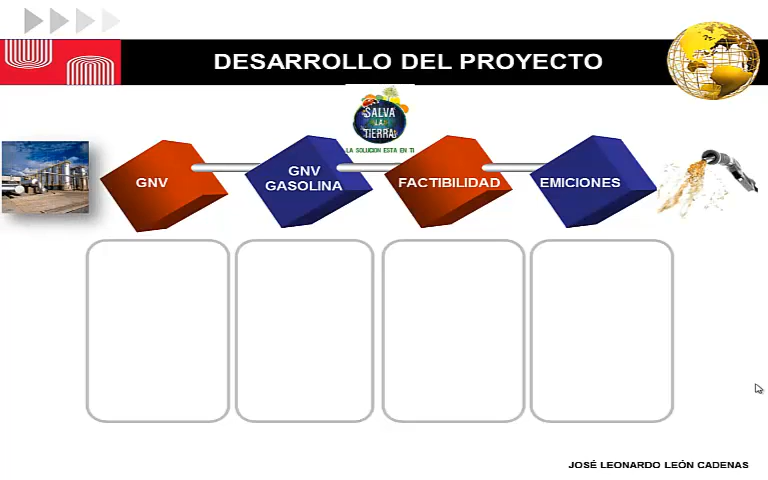 DESARROLLO DEL PROYECTO
SALVA
LA
TIERRA!
LA SOLUCION ESTA EN TI
GNV
GNV
GASOLINA
FACTIBILIDAD
EMICIONES
JOSÉ LEONARDO LEÓN CADENAS